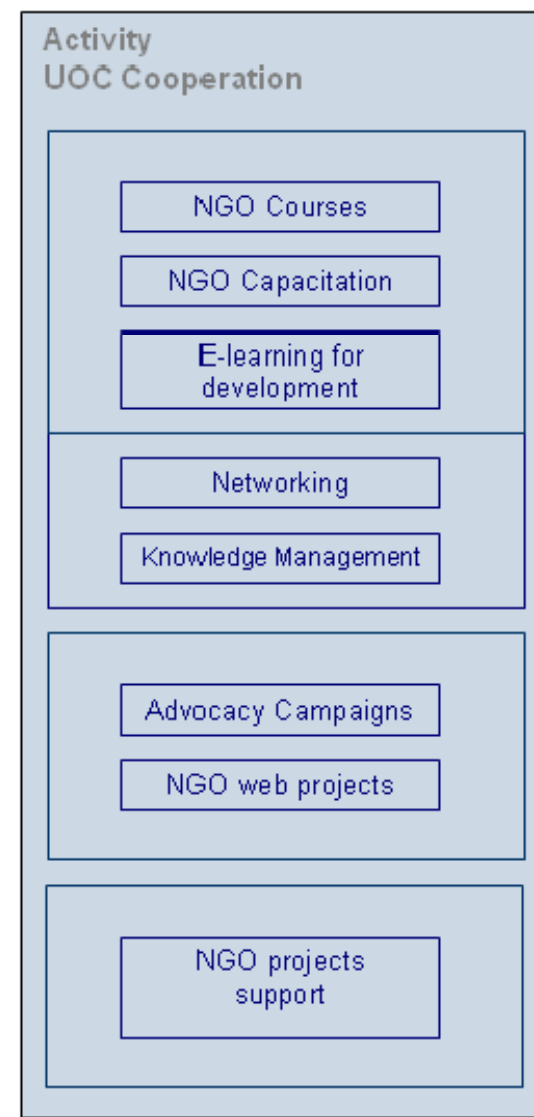 Activity
UOC Cooperation
NGO Courses
NGO Capacitation
E-learning for
development
Networking
Knowledge Management
Advocacy Campaigns
NGO web projects
NGO projects
support